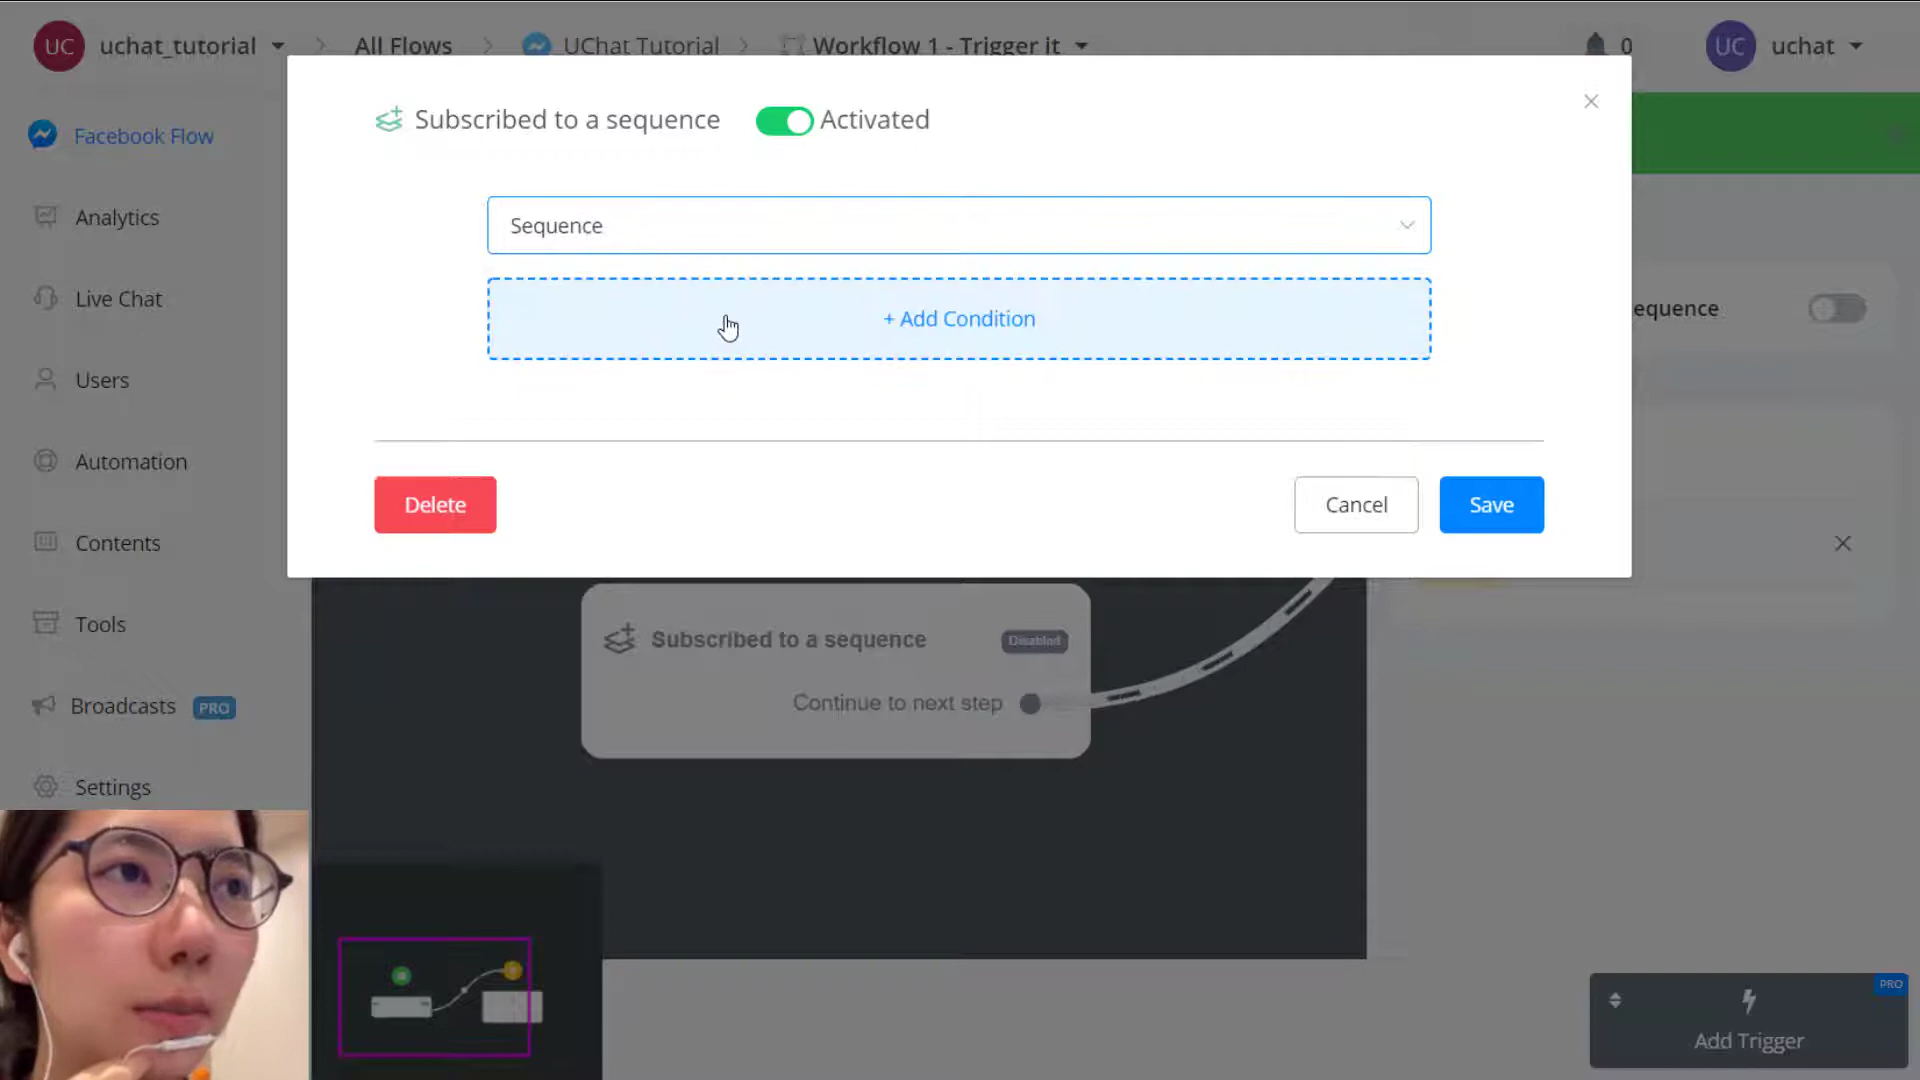 UC uchat_tutorial All Flows UChat Tutorial Workflow 1 - Trigger it 0 UC uchat
Subscribed to a sequence Activated
Facebook Flow
Analytics
Sequence
Live Chat
+ Add Condition
equence
Users
Automation
Delete
Cancel
Save
Contents
Tools
Subscribed to a sequence Disabled
Broadcasts PRO
Continue to next step
Settings
PRO
Add Trigger